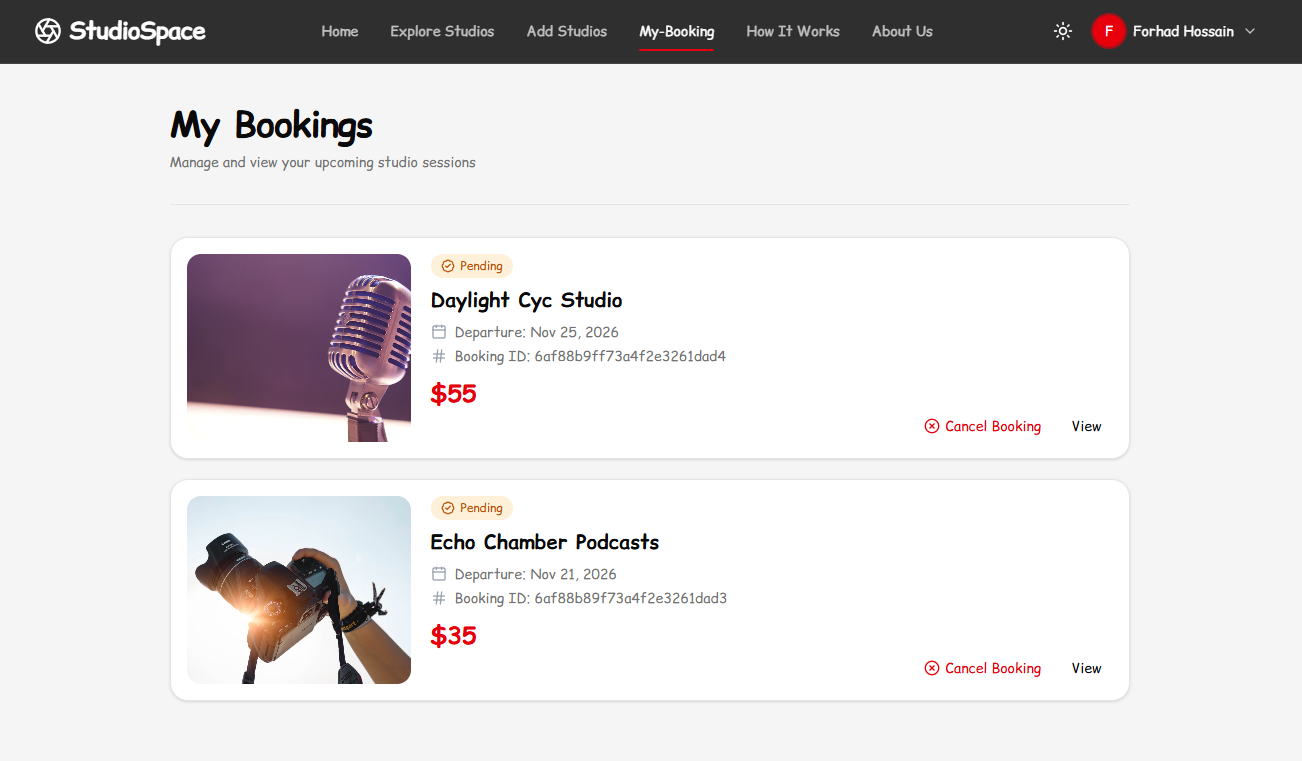 StudioSpace Home Explore Studios Add Studios My-Booking How It Works About Us F Forhad Hossain
My Bookings
Manage and view your upcoming studio sessions
Pending
Daylight Cyc Studio
Departure: Nov 25, 2026
Booking ID: 6af88b9ff73a4f2e3261dad4
$55
Cancel Booking View
Pending
Echo Chamber Podcasts
Departure: Nov 21, 2026
Booking ID: 6af88b89f73a4f2e3261dad3
$35
Cancel Booking View